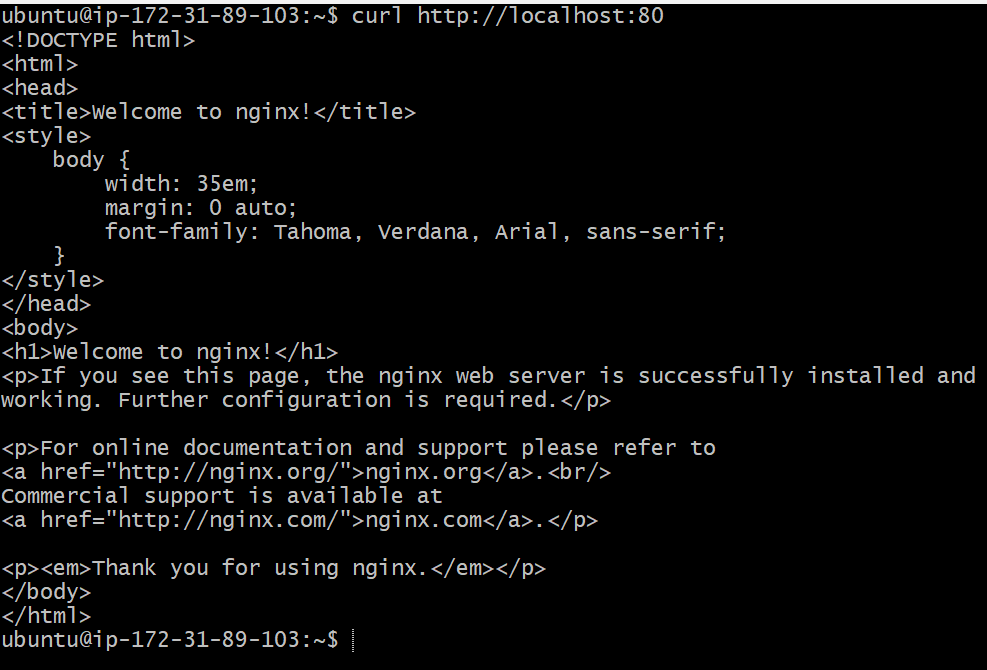 ubuntu@ip-172-31-89-103:~$ curl http://localhost:80
<!DOCTYPE html>
<html>
<head>
<title>Welcome to nginx!</title>
<style>
    body {
        width: 35em;
        margin: 0 auto;
        font-family: Tahoma, Verdana, Arial, sans-serif;
    }
</style>
</head>
<body>
<h1>Welcome to nginx!</h1>
<p>If you see this page, the nginx web server is successfully installed and
working. Further configuration is required.</p>

<p>For online documentation and support please refer to
<a href="http://nginx.org/">nginx.org</a>.<br/>
Commercial support is available at
<a href="http://nginx.com/">nginx.com</a>.</p>

<p><em>Thank you for using nginx.</em></p>
</body>
</html>
ubuntu@ip-172-31-89-103:~$